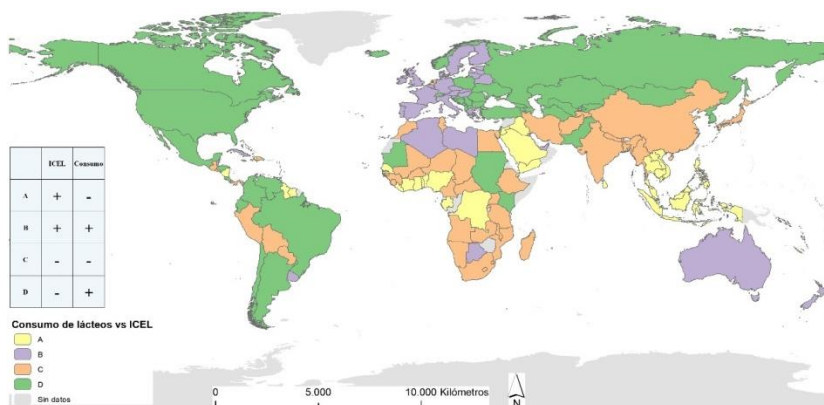 ICEL Consumo
A + -
B + +
C - -
D - +
Consumo de lácteos vs ICEL
A
B
C
D
Sin datos
0 5.000 10.000 Kilómetros
N